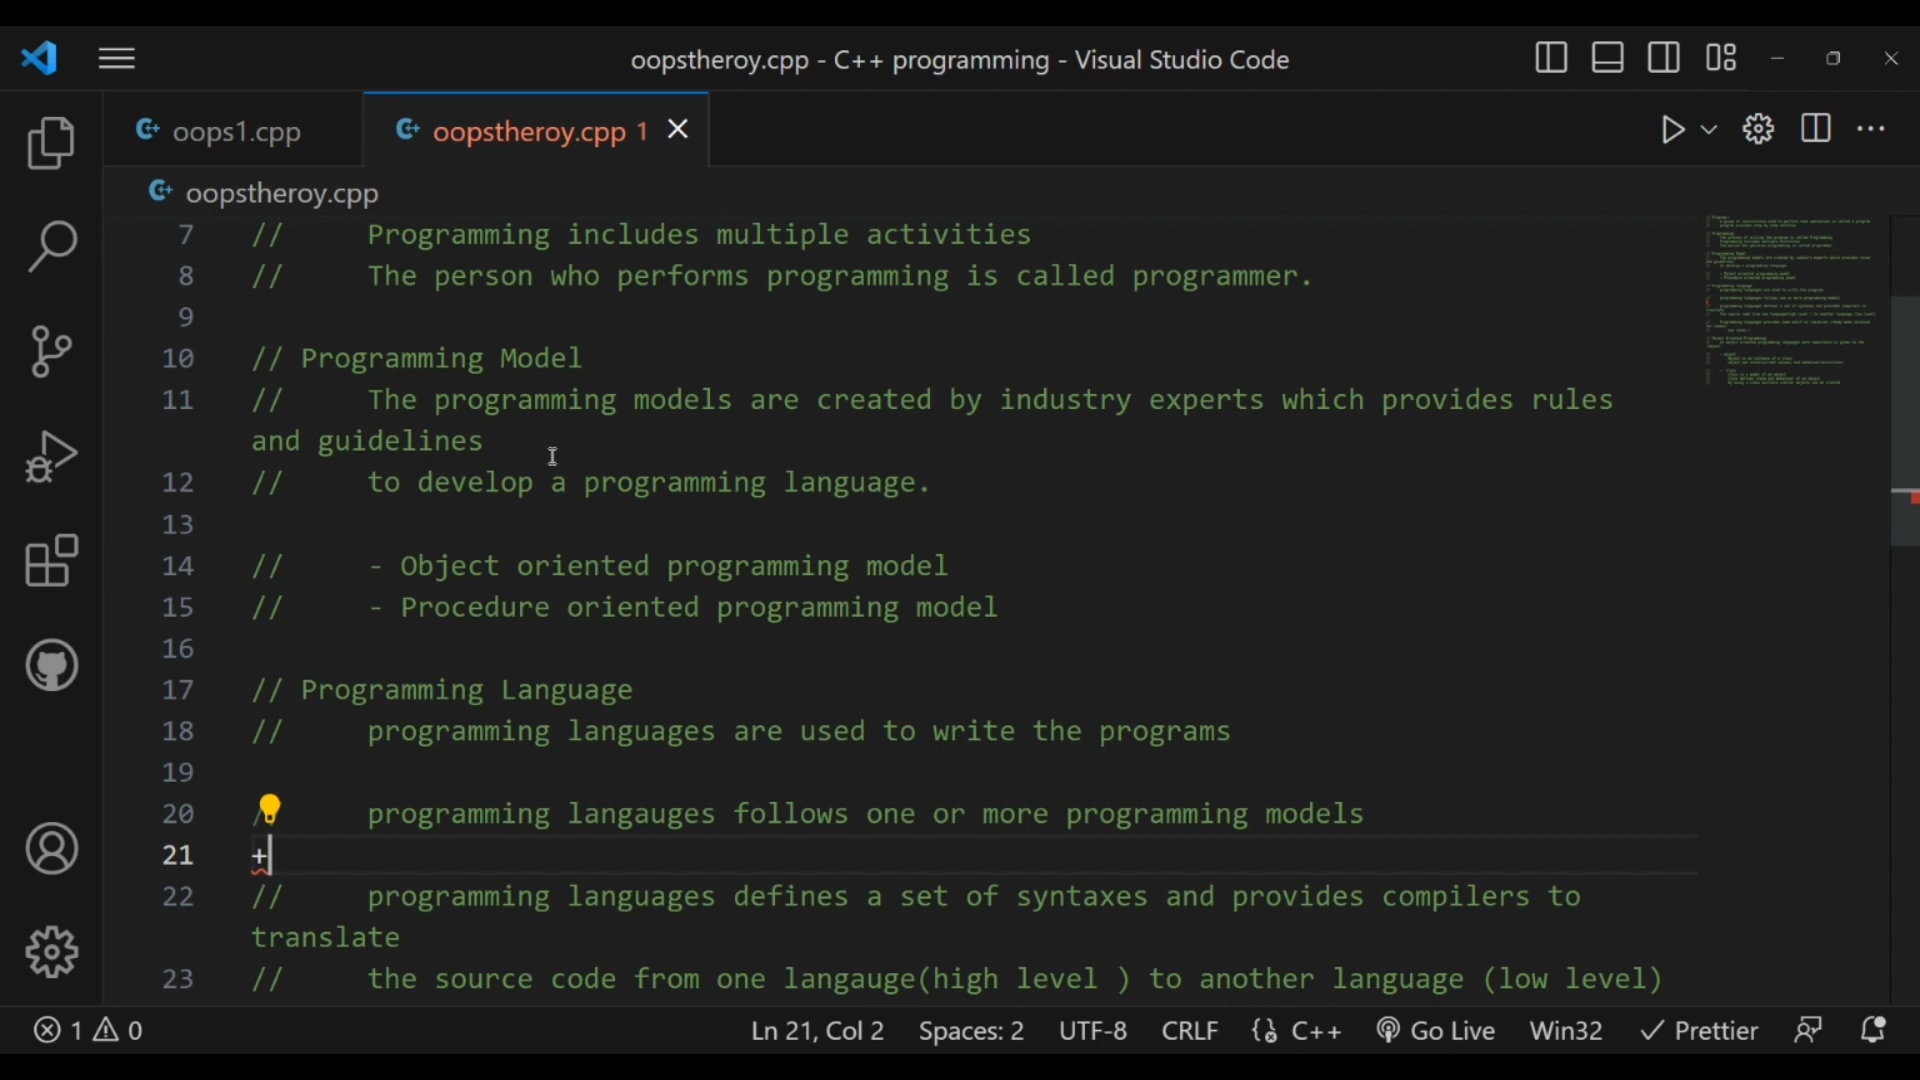 oopstheroy.cpp - C++ programming - Visual Studio Code
oops1.cpp
oopstheroy.cpp 1
oopstheroy.cpp
7 // Programming includes multiple activities
8 // The person who performs programming is called programmer.
9
10 // Programming Model
11 // The programming models are created by industry experts which provides rules
and guidelines
12 // to develop a programming language.
13
14 // - Object oriented programming model
15 // - Procedure oriented programming model
16
17 // Programming Language
18 // programming languages are used to write the programs
19
20 / programming langauges follows one or more programming models
21 +
22 // programming languages defines a set of syntaxes and provides compilers to
translate
23 // the source code from one langauge(high level ) to another language (low level)
1 0 Ln 21, Col 2 Spaces: 2 UTF-8 CRLF C++ Go Live Win32 Prettier